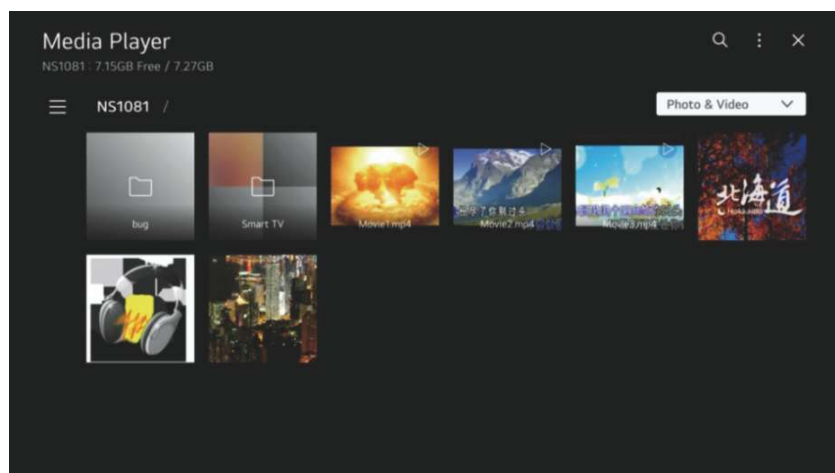 Media Player
NS1081 : 7.15GB Free / 7.27GB
NS1081 /
Photo & Video
bug
Smart TV
Movie1.mp4
Movie2.mp4
Movie3.mp4
北海道
Hokkaido